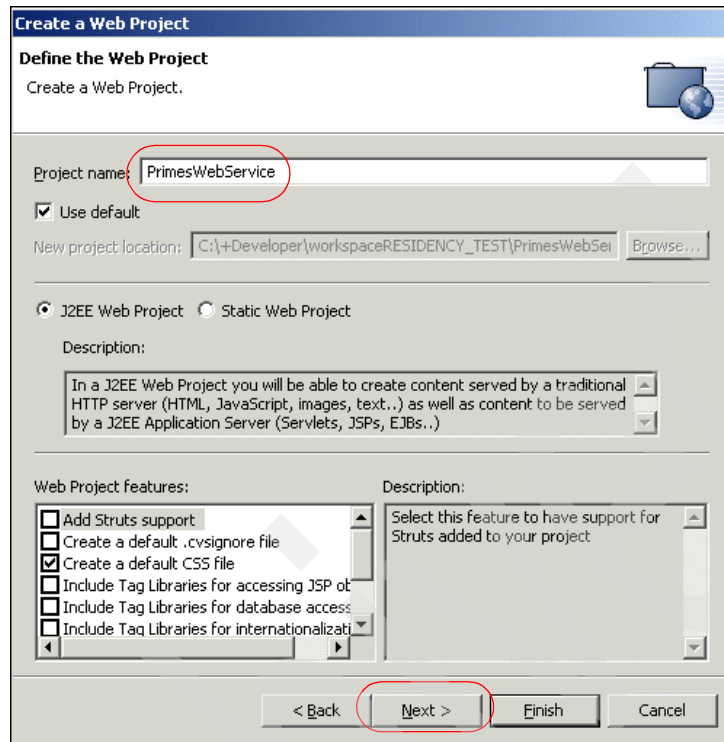 Create a Web Project
Define the Web Project
Create a Web Project.
Project name: PrimesWebService
Use default
New project location: C:\+Developer\workspaceRESIDENCY_TEST\PrimesWebSer Browse...
J2EE Web Project Static Web Project
Description:
In a J2EE Web Project you will be able to create content served by a traditional
HTTP server (HTML, JavaScript, images, text..) as well as content to be served
by a J2EE Application Server (Servlets, JSPs, EJBs..)
Web Project features: Description:
Add Struts support
Create a default .cvsignore file
Create a default CSS file
Include Tag Libraries for accessing JSP ob
Include Tag Libraries for database access
Include Tag Libraries for internationalizati
Select this feature to have support for
Struts added to your project
< Back Next > Finish Cancel